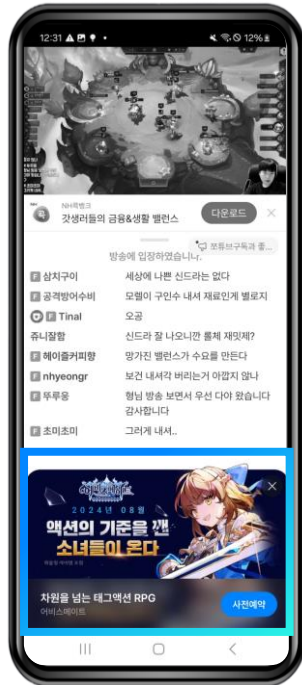 12:31
12%
NH콕뱅크
갓생러들의 금융&생활 밸런스
다운로드
쪼튜브구독과 좋...
방송에 입장하였습니다.
F 삼치구이 세상에 나쁜 신드라는 없다
F 공격방어수비 모렐이 구인수 내셔 재료인게 별로지
F Tinal 오공
쥬니잘함 신드라 잘 나오니깐 롤체 재밋제?
F 헤이즐커피향 망가진 밸런스가 수요를 만든다
F nhyeongr 보건 내셔각 버리는거 아깝지 않나
F 뚜루웅 형님 방송 보면서 우선 다야 왔습니다
감사합니다
F 초미초미 그러게 내셔..
어비스메이트
2024년 08월
액션의 기준을 깬
소녀들이 온다
차원을 넘는 태그액션 RPG
어비스메이트
사전예약